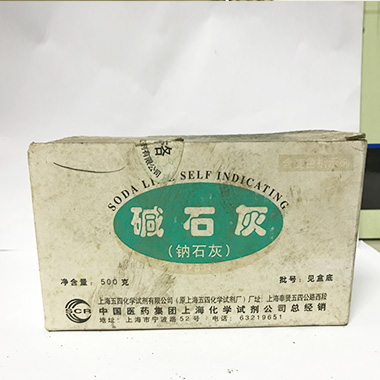 SODA LIME SELF INDICATING
碱石灰
(钠石灰)
净含量: 500克
批号: 见盒底
上海五四化学试剂有限公司 (原上海五四化学试剂厂) 厂址: 上海奉贤五四公路西段
SCR
中国医药集团上海化学试剂公司总经销
地址: 上海市宁波路52号 电话: 63219651